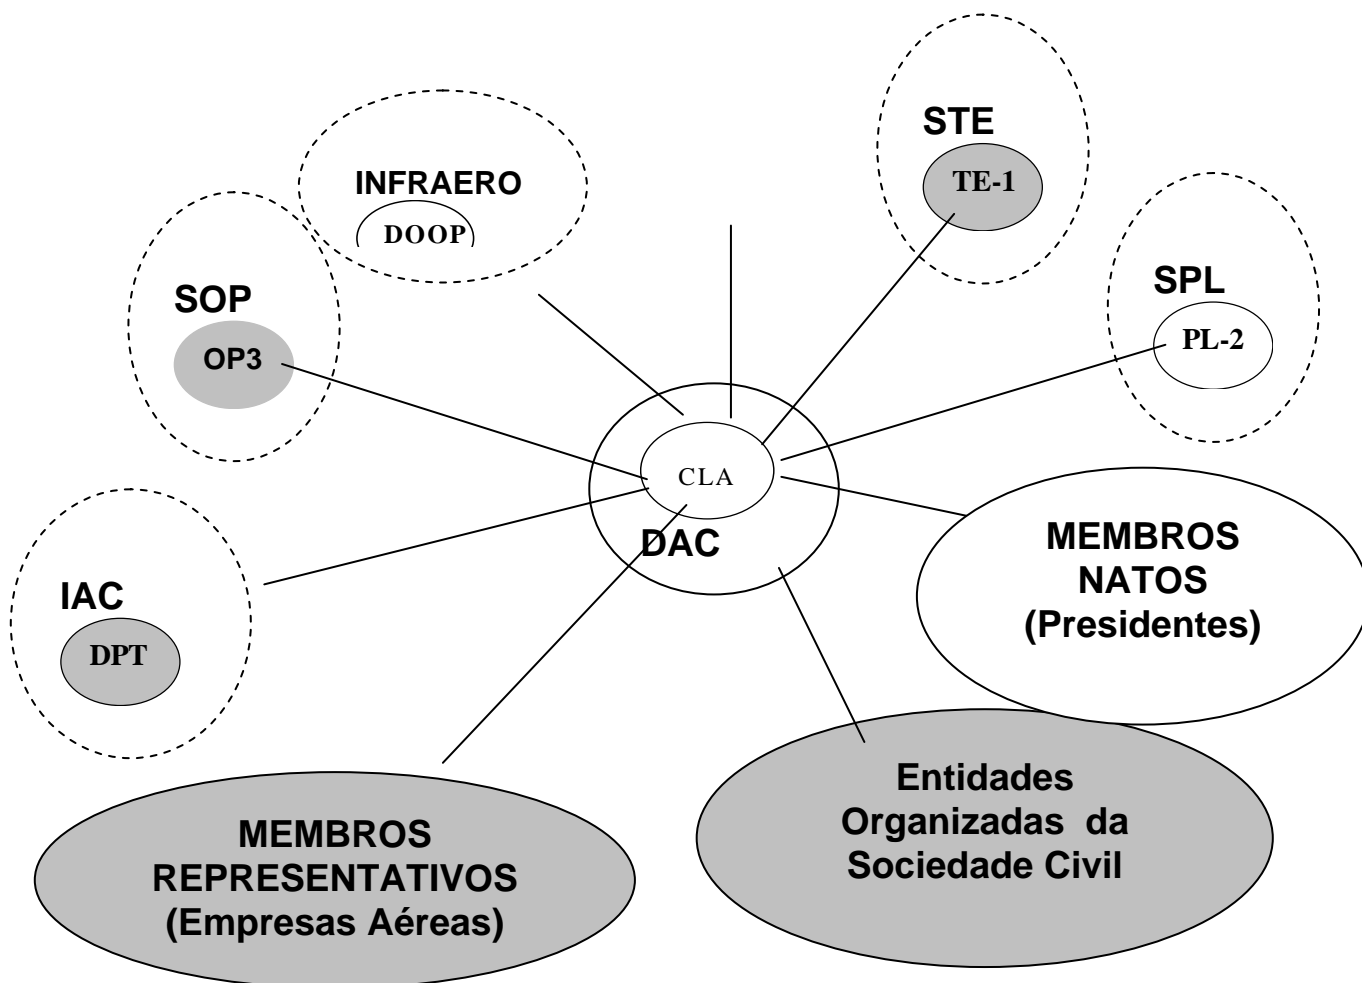 STE
TE-1
INFRAERO
DOOP
SPL
PL-2
SOP
OP3
CLA
DAC
MEMBROS
NATOS
(Presidentes)
IAC
DPT
Entidades
Organizadas da
Sociedade Civil
MEMBROS
REPRESENTATIVOS
(Empresas Aéreas)